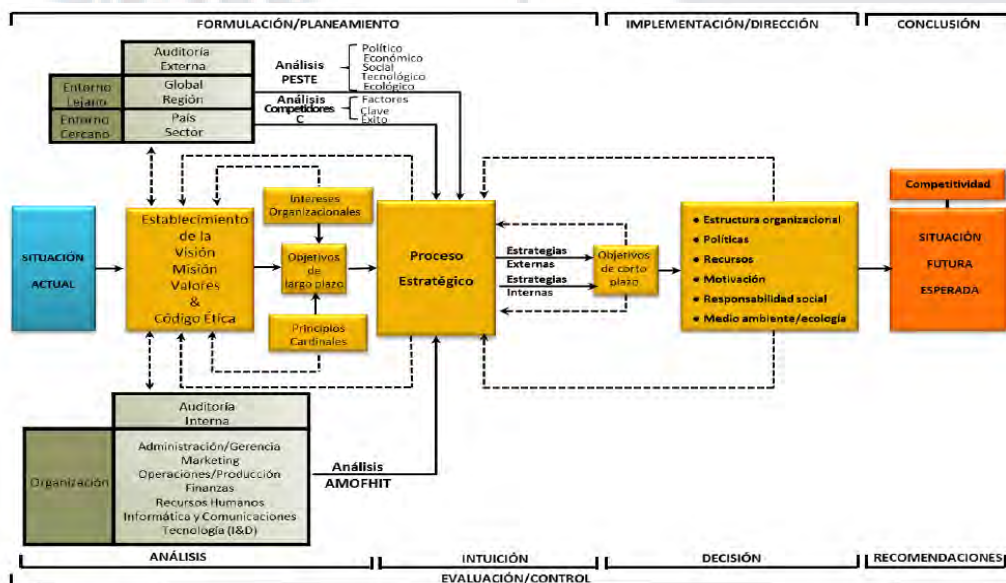 FORMULACIÓN/PLANEAMIENTO
IMPLEMENTACIÓN/DIRECCIÓN
CONCLUSIÓN
Auditoría
Externa
Entorno
Lejano
Global
Región
Entorno
Cercano
País
Sector
Análisis
PESTE
Político
Económico
Social
Tecnológico
Ecológico
Análisis
Competidores
C
Factores
Clave
Éxito
SITUACIÓN
ACTUAL
Establecimiento
de la
Visión
Misión
Valores
&
Código Ética
Intereses
Organizacionales
Objetivos
de
largo plazo
Principios
Cardinales
Proceso
Estratégico
Estrategias
Externas
Estrategias
Internas
Objetivos
de corto
plazo
● Estructura organizacional
● Políticas
● Recursos
● Motivación
● Responsabilidad social
● Medio ambiente/ecología
Competitividad
SITUACIÓN
FUTURA
ESPERADA
Auditoría
Interna
Organización
Administración/Gerencia
Marketing
Operaciones/Producción
Finanzas
Recursos Humanos
Informática y Comunicaciones
Tecnología (I&D)
Análisis
AMOFHIT
ANÁLISIS
INTUICIÓN
DECISIÓN
RECOMENDACIONES
EVALUACIÓN/CONTROL